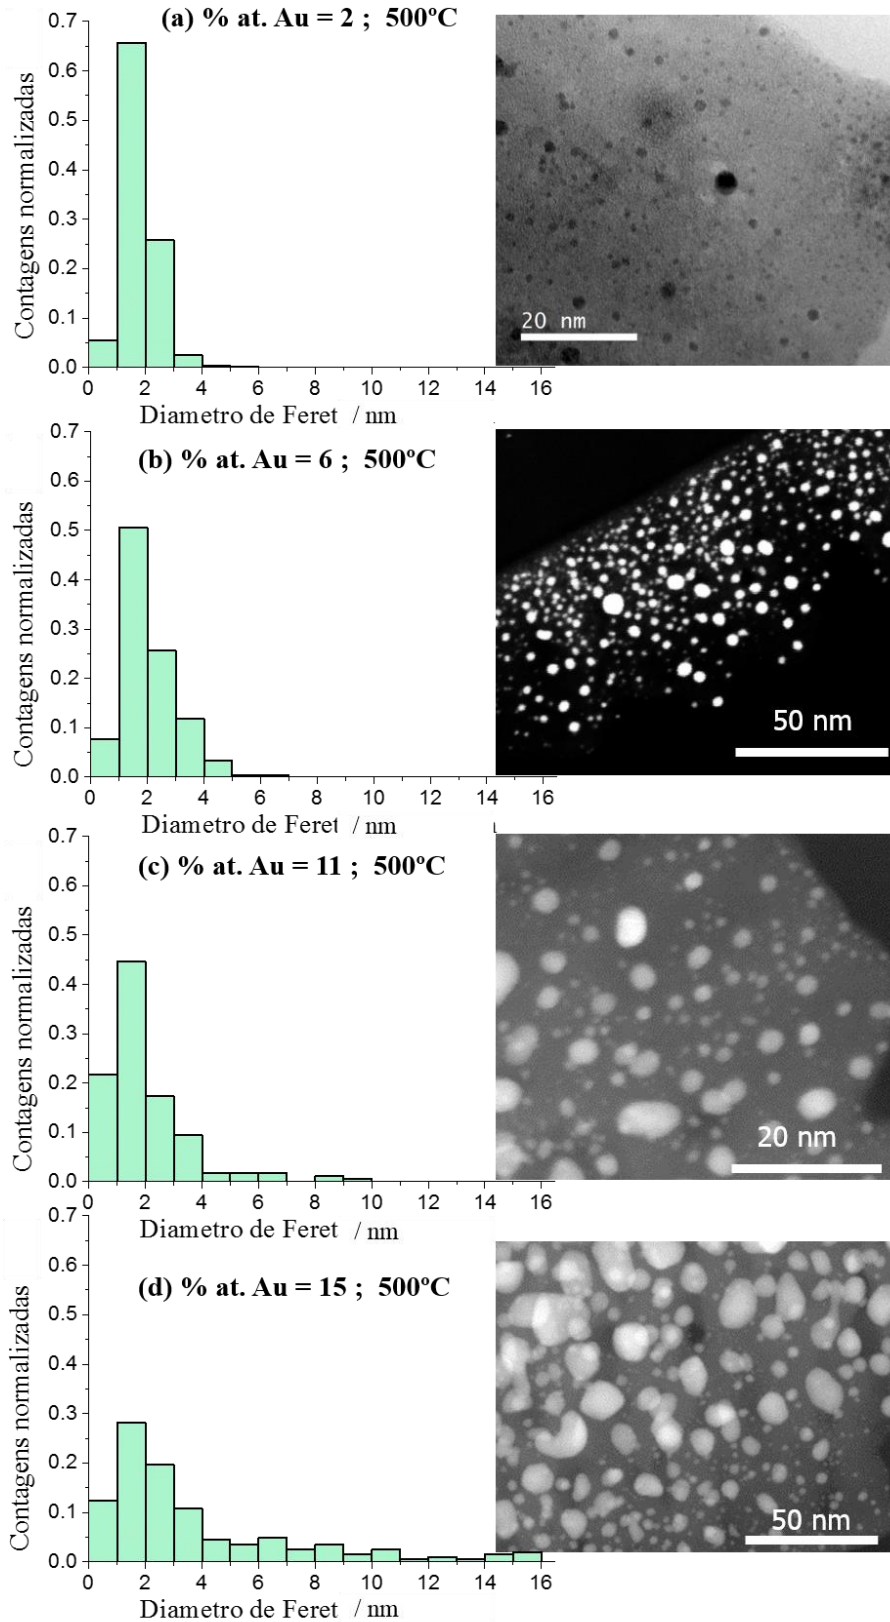 (a) % at. Au = 2 ; 500ºC
Contagens normalizadas
0.7
0.6
0.5
0.4
0.3
0.2
0.1
0.0
0 2 4 6 8 10 12 14 16
Diametro de Feret / nm
20 nm
(b) % at. Au = 6 ; 500ºC
Contagens normalizadas
0.7
0.6
0.5
0.4
0.3
0.2
0.1
0.0
0 2 4 6 8 10 12 14 16
Diametro de Feret / nm
50 nm
(c) % at. Au = 11 ; 500ºC
Contagens normalizadas
0.7
0.6
0.5
0.4
0.3
0.2
0.1
0.0
0 2 4 6 8 10 12 14 16
Diametro de Feret / nm
20 nm
(d) % at. Au = 15 ; 500ºC
Contagens normalizadas
0.7
0.6
0.5
0.4
0.3
0.2
0.1
0.0
0 2 4 6 8 10 12 14 16
Diametro de Feret / nm
50 nm